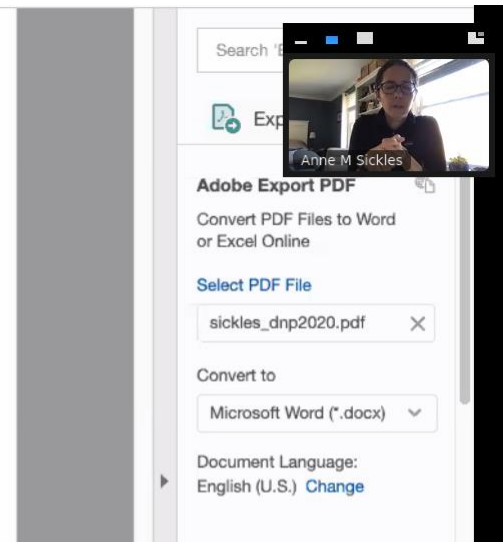 Search
Exp
Anne M Sickles
Adobe Export PDF
Convert PDF Files to Word
or Excel Online
Select PDF File
sickles_dnp2020.pdf
Convert to
Microsoft Word (*.docx)
Document Language:
English (U.S.) Change